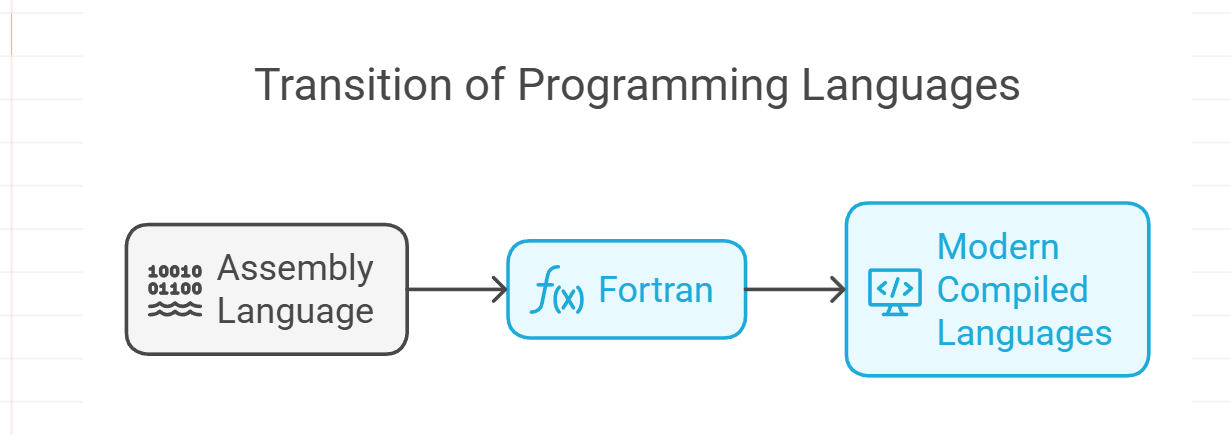 Transition of Programming Languages
10010
01100
Assembly
Language
f(x)
Fortran
</>
Modern
Compiled
Languages